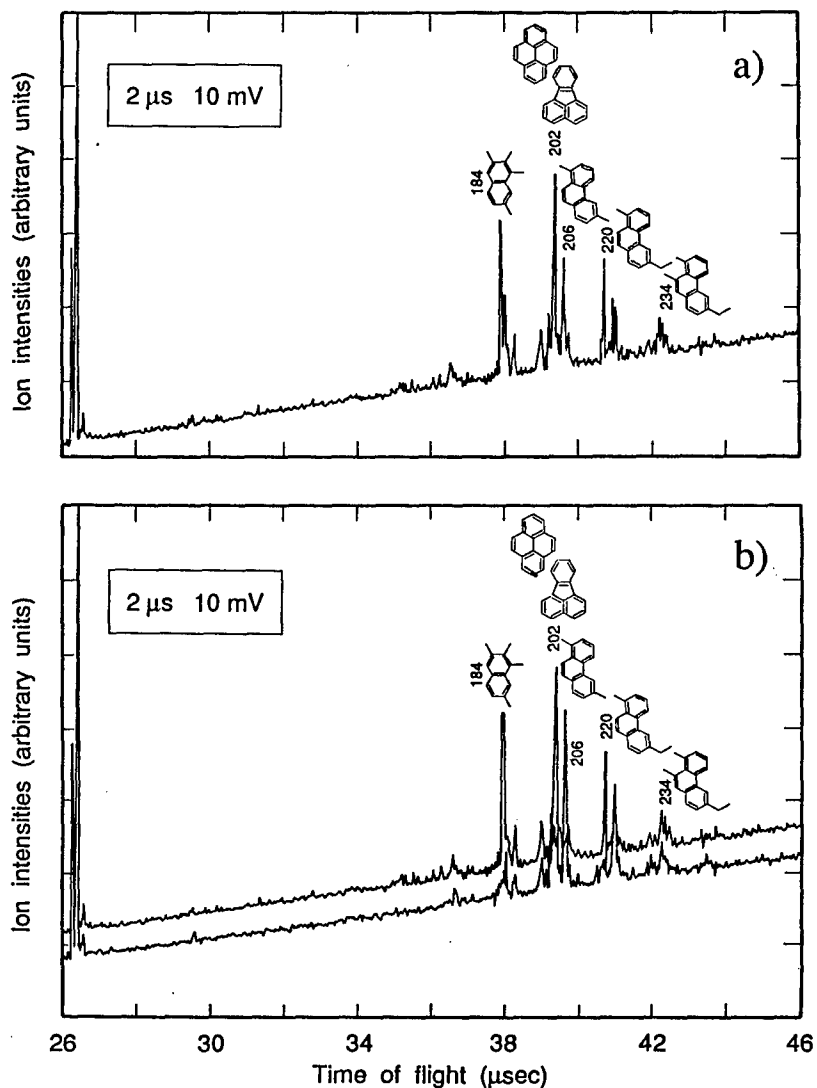 a)
2 μs 10 mV
202
184
206
220
234
Ion intensities (arbitrary units)
b)
2 μs 10 mV
202
184
206
220
234
Ion intensities (arbitrary units)
26 30 34 38 42 46
Time of flight (μsec)